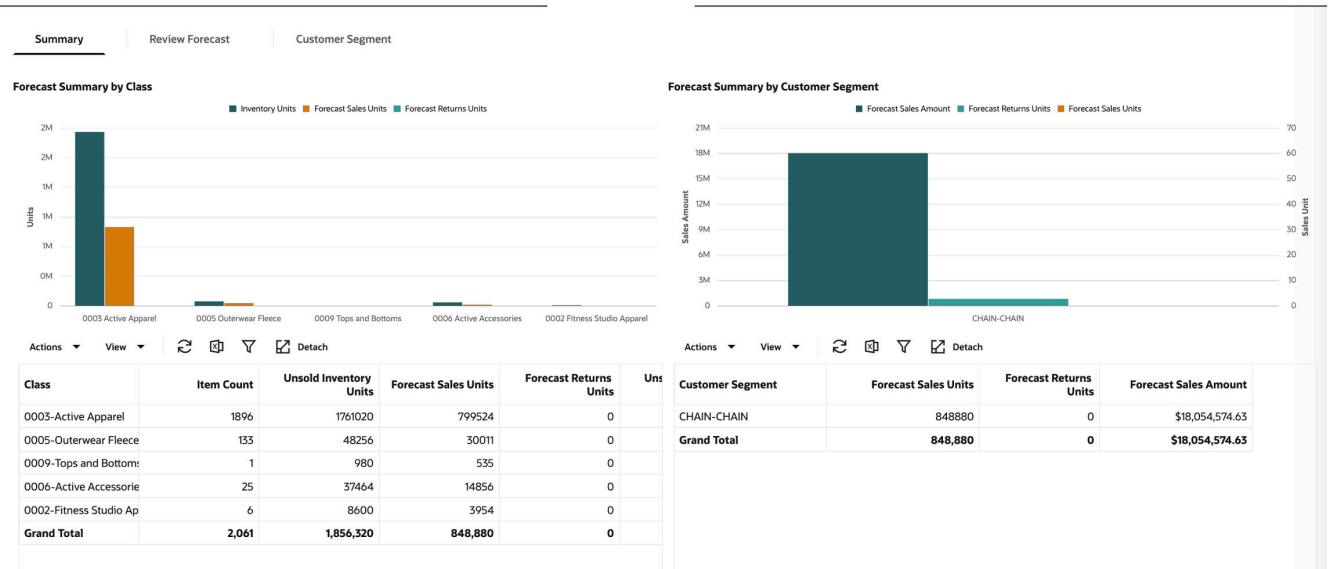 Summary Review Forecast Customer Segment
Forecast Summary by Class
Inventory Units Forecast Sales Units Forecast Returns Units
2M
2M
1M
1M
1M
0M
0
Units
0003 Active Apparel 0005 Outerwear Fleece 0009 Tops and Bottoms 0006 Active Accessories 0002 Fitness Studio Apparel
Actions View Detach
Class Item Count Unsold Inventory Units Forecast Sales Units Forecast Returns Units Uns
0003-Active Apparel 1896 1761020 799524 0
0005-Outerwear Fleece 133 48256 30011 0
0009-Tops and Bottoms 1 980 535 0
0006-Active Accessorie 25 37464 14856 0
0002-Fitness Studio Ap 6 8600 3954 0
Grand Total 2,061 1,856,320 848,880 0
Forecast Summary by Customer Segment
Forecast Sales Amount Forecast Returns Units Forecast Sales Units
21M 70
18M 60
15M 50
12M 40
9M 30
6M 20
3M 10
0 0
Sales Amount
Sales Unit
CHAIN-CHAIN
Actions View Detach
Customer Segment Forecast Sales Units Forecast Returns Units Forecast Sales Amount
CHAIN-CHAIN 848880 0 $18,054,574.63
Grand Total 848,880 0 $18,054,574.63